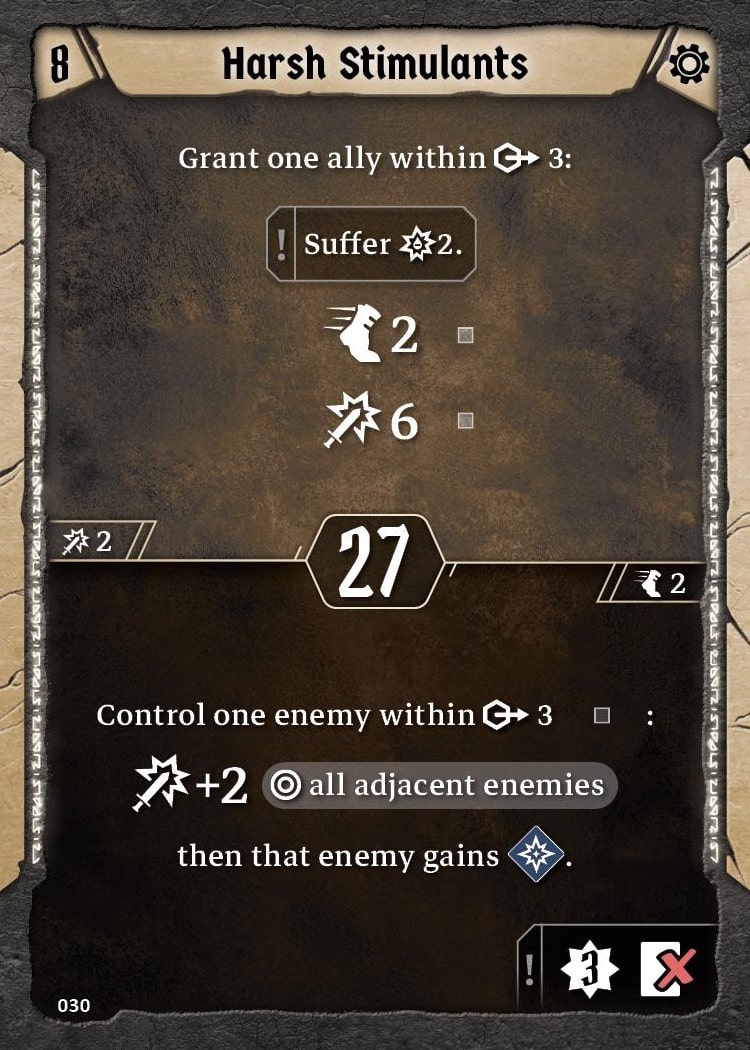 8 Harsh Stimulants
Grant one ally within 3:
! Suffer 2.
2
6
2
27
2
Control one enemy within 3 :
+2 all adjacent enemies
then that enemy gains .
! 3
030